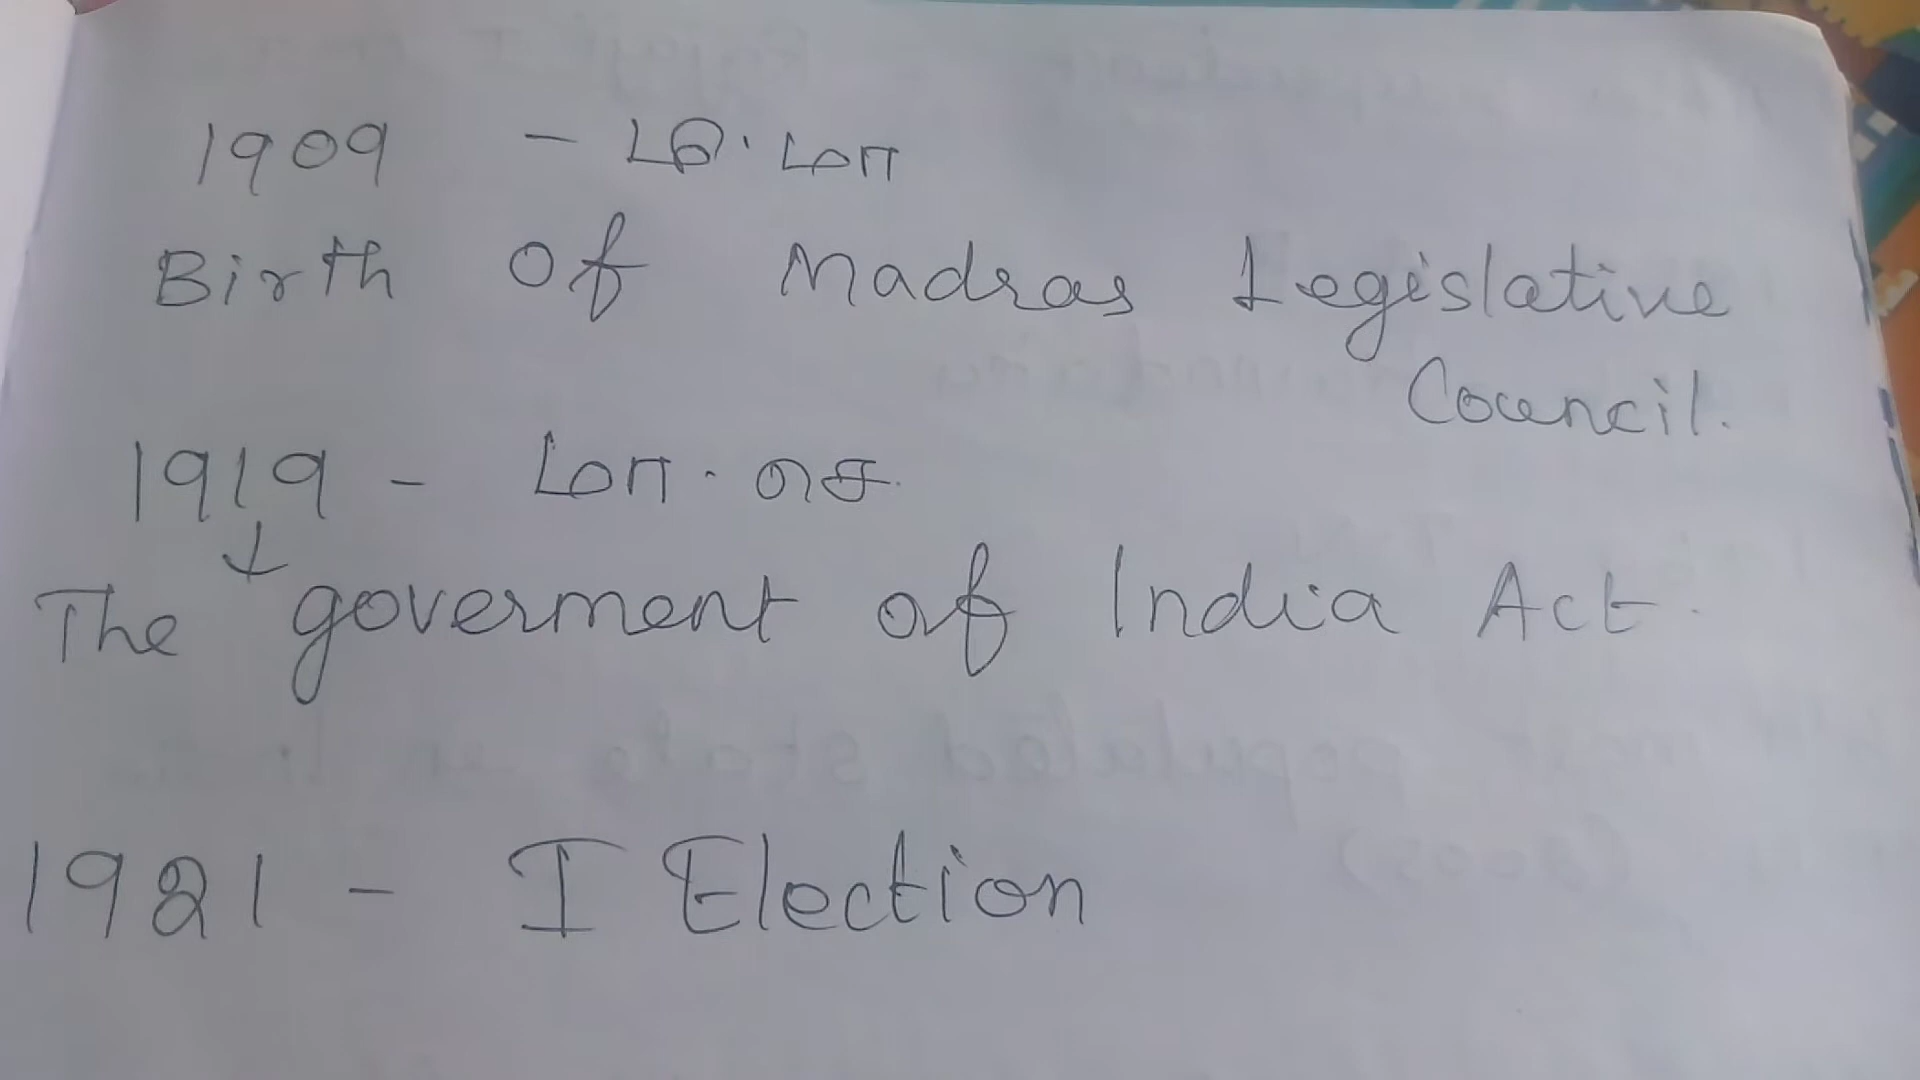 1909 - மி. மா
Birth of Madras Legislative
Council.
1919 - மா. செ.
↓
The goverment of India Act.
1921 - I Election